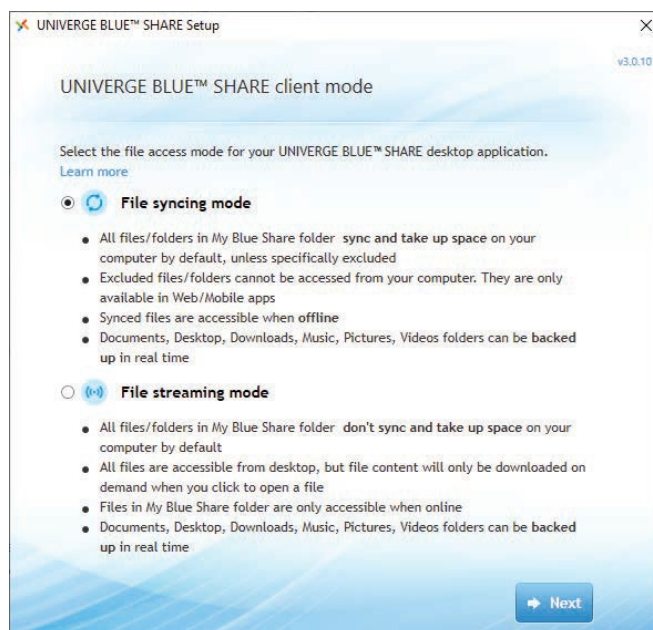 UNIVERGE BLUE™ SHARE Setup
v3.0.10
UNIVERGE BLUE™ SHARE client mode
Select the file access mode for your UNIVERGE BLUE™ SHARE desktop application.
Learn more
File syncing mode
All files/folders in My Blue Share folder sync and take up space on your
computer by default, unless specifically excluded
Excluded files/folders cannot be accessed from your computer. They are only
available in Web/Mobile apps
Synced files are accessible when offline
Documents, Desktop, Downloads, Music, Pictures, Videos folders can be backed
up in real time
File streaming mode
All files/folders in My Blue Share folder don't sync and take up space on your
computer by default
All files are accessible from desktop, but file content will only be downloaded on
demand when you click to open a file
Files in My Blue Share folder are only accessible when online
Documents, Desktop, Downloads, Music, Pictures, Videos folders can be backed
up in real time
Next